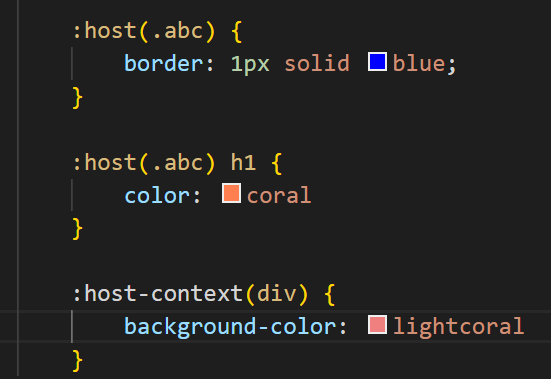 :host(.abc) {
    border: 1px solid blue;
}

:host(.abc) h1 {
    color: coral
}

:host-context(div) {
    background-color: lightcoral
}